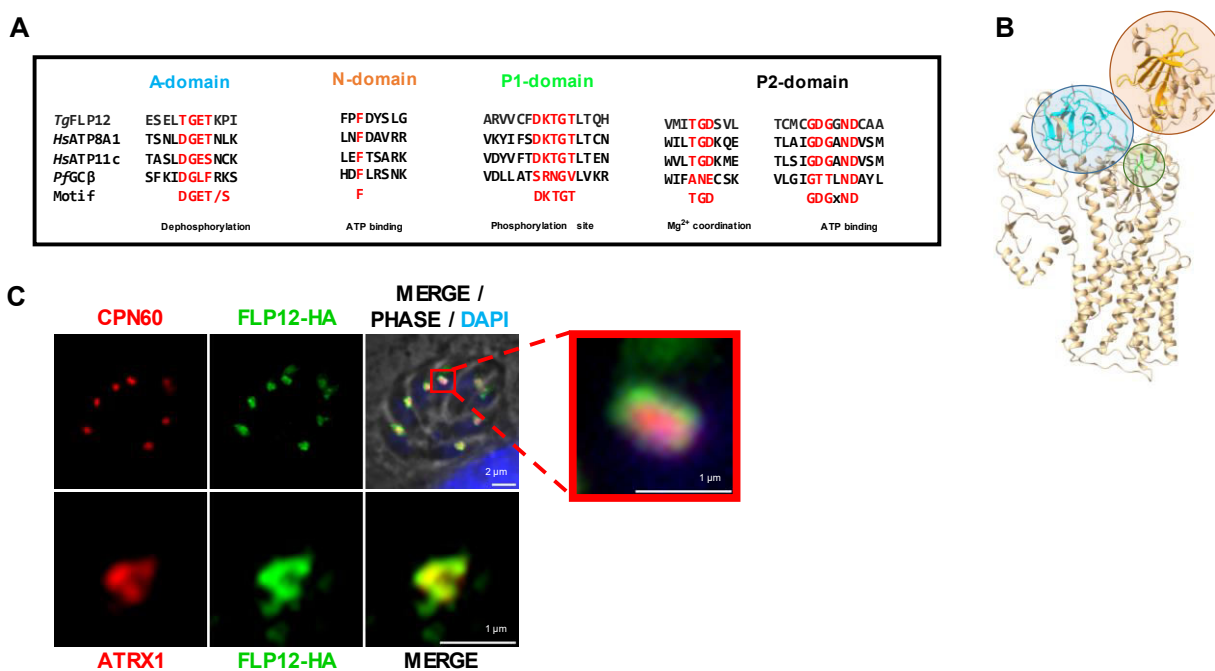 A
B
A-domain N-domain P1-domain P2-domain
TgFLP12 ESELTGETKPI FPFDYSLG ARVVCFDKTGTLTQH VMITGDSVL TCMCGDGGNDCAA
HsATP8A1 TSNLDGETNLK LNFDAVRR VKYIFSDKTGTLTCN WILTGDKQE TLAIGDGANDVSM
HsATP11c TASLDGESNCK LEFTSARK VDYVFTDKTGTLTEN WVLTGDKME TLSIGDGANDVSM
PfGCβ SFKIDGLFRKS HDFLRSNK VDLLATSRNGVLVKR WIFANECSK VLGIGTTLNDAYL
Motif DGET/S F DKTGT TGD GDGxND
Dephosphorylation ATP binding Phosphorylation site Mg²⁺ coordination ATP binding
C
CPN60 FLP12-HA MERGE /
PHASE / DAPI
2 µm
1 µm
1 µm
ATRX1 FLP12-HA MERGE